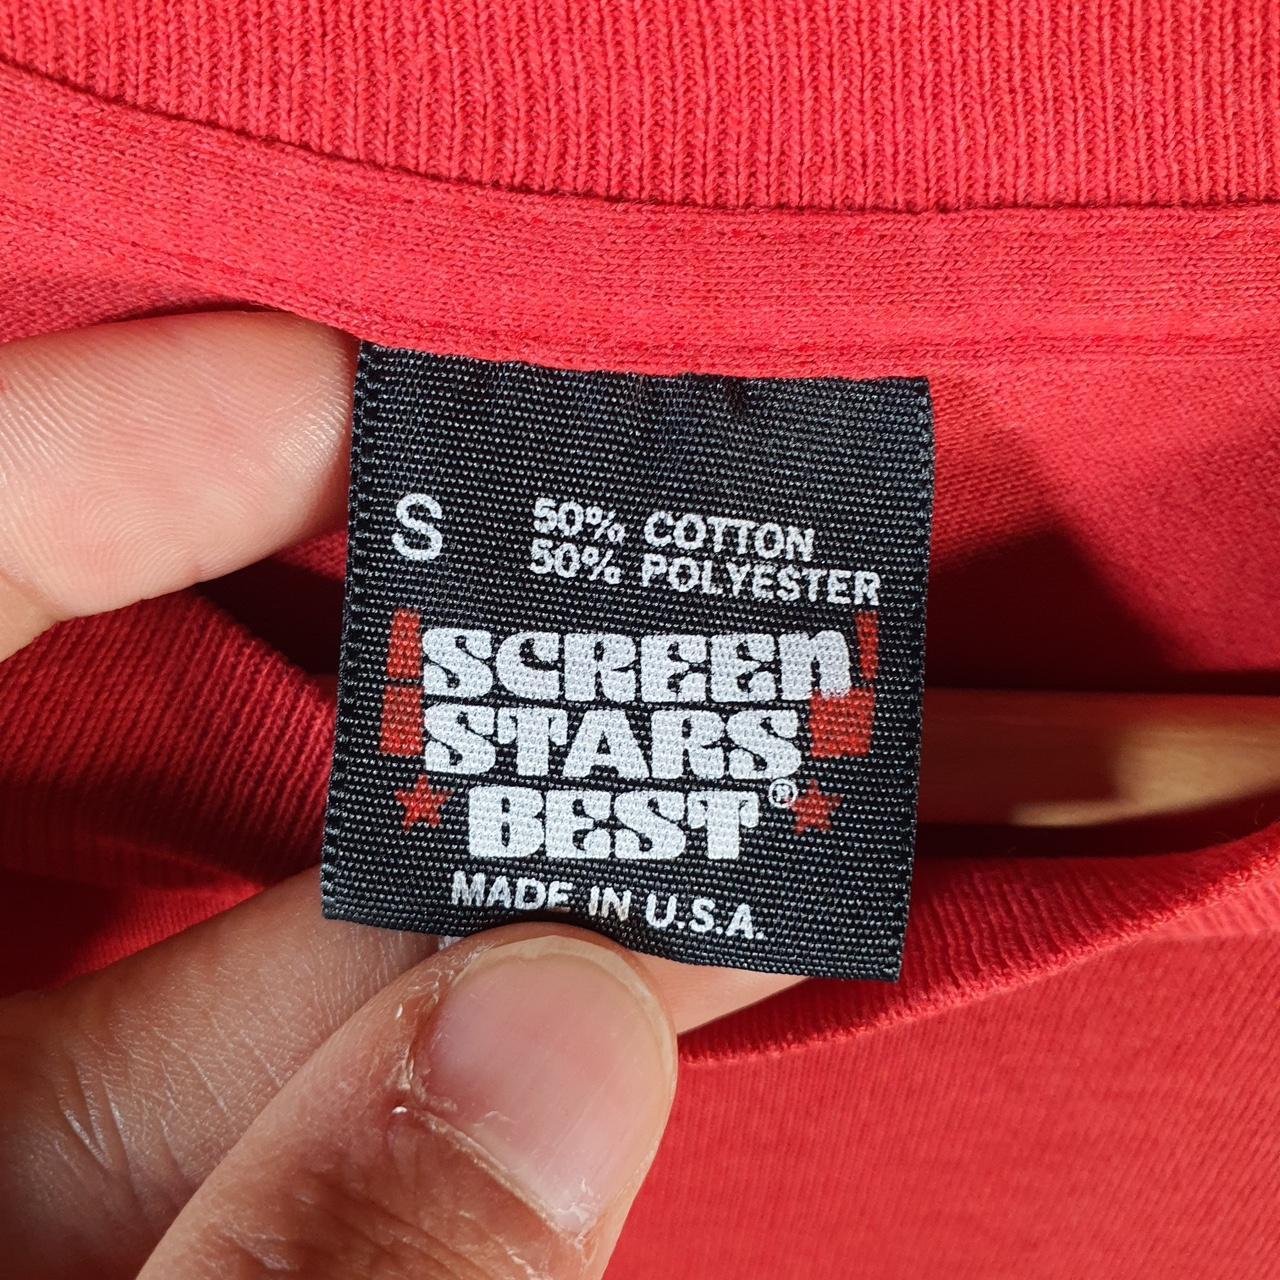 S
50% COTTON
50% POLYESTER
SCREEn
STARS
BEST®
MADE IN U.S.A.